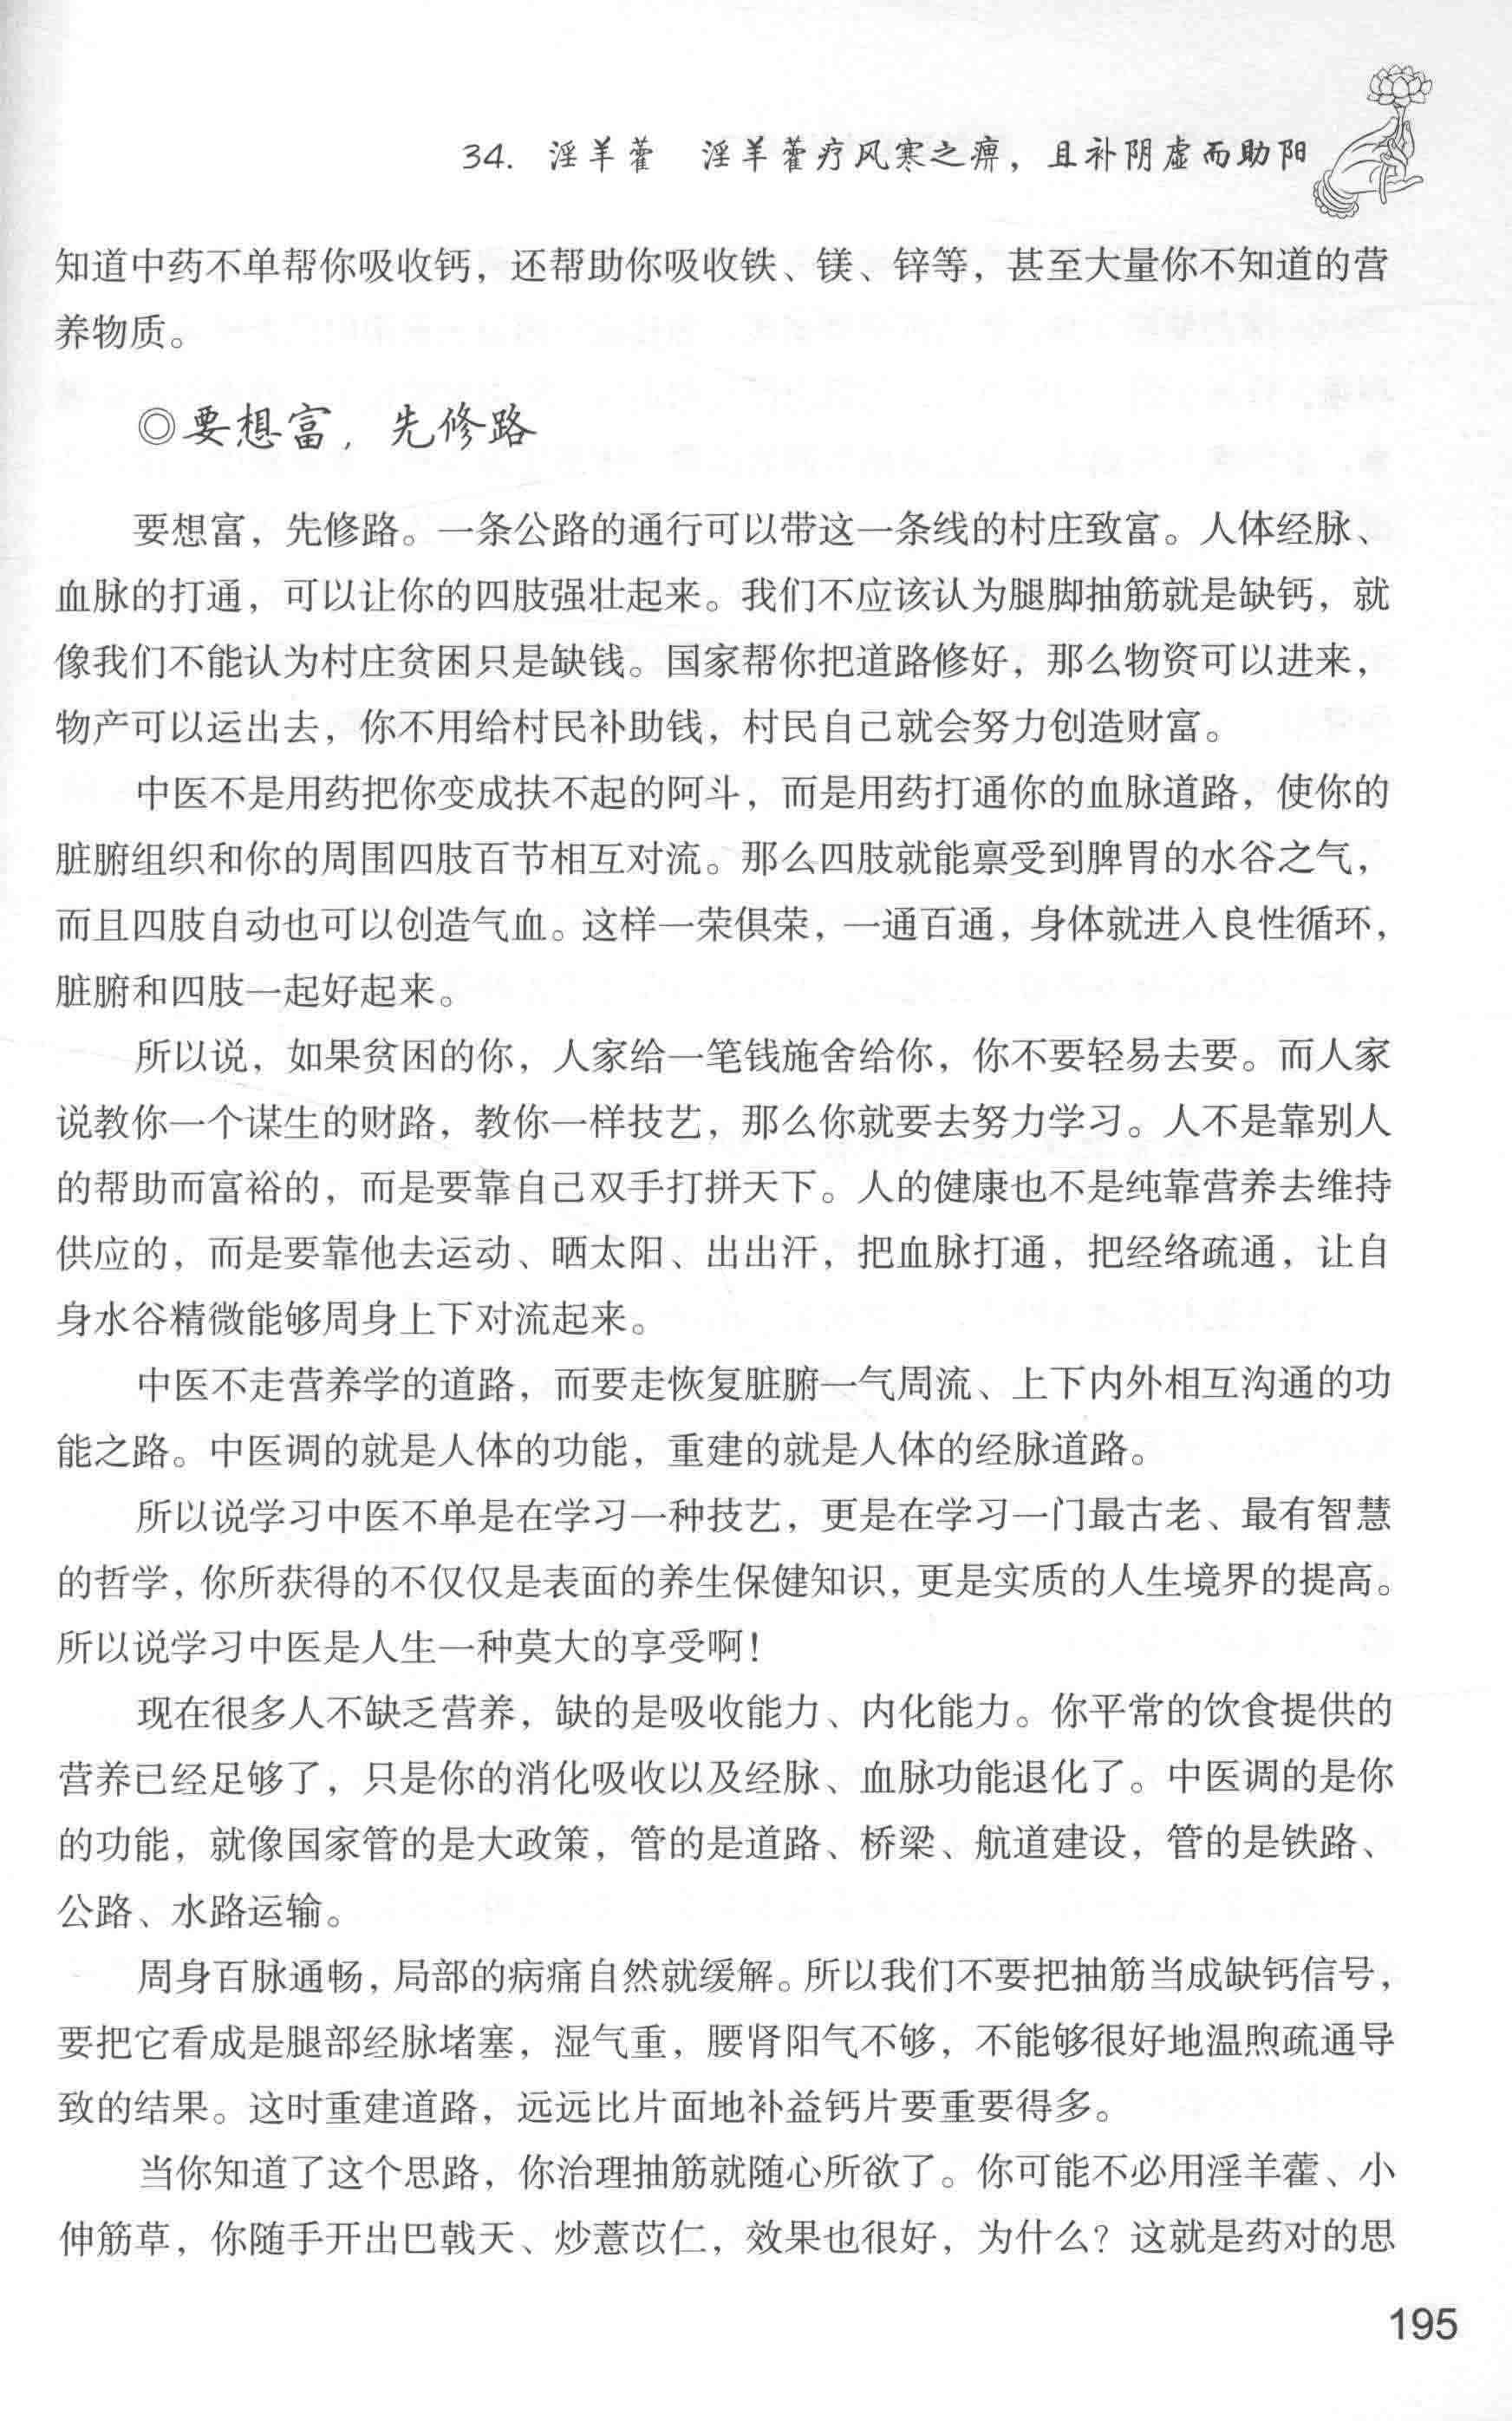 34. 淫羊藿　淫羊藿疗风寒之痹，且补阴虚而助阳
知道中药不单帮你吸收钙，还帮助你吸收铁、镁、锌等，甚至大量你不知道的营
养物质。
◎要想富，先修路
要想富，先修路。一条公路的通行可以带这一条线的村庄致富。人体经脉、
血脉的打通，可以让你的四肢强壮起来。我们不应该认为腿脚抽筋就是缺钙，就
像我们不能认为村庄贫困只是缺钱。国家帮你把道路修好，那么物资可以进来，
物产可以运出去，你不用给村民补助钱，村民自己就会努力创造财富。
中医不是用药把你变成扶不起的阿斗，而是用药打通你的血脉道路，使你的
脏腑组织和你的周围四肢百节相互对流。那么四肢就能禀受到脾胃的水谷之气，
而且四肢自动也可以创造气血。这样一荣俱荣，一通百通，身体就进入良性循环，
脏腑和四肢一起好起来。
所以说，如果贫困的你，人家给一笔钱施舍给你，你不要轻易去要。而人家
说教你一个谋生的财路，教你一样技艺，那么你就要去努力学习。人不是靠别人
的帮助而富裕的，而是要靠自己双手打拼天下。人的健康也不是纯靠营养去维持
供应的，而是要靠他去运动、晒太阳、出出汗，把血脉打通，把经络疏通，让自
身水谷精微能够周身上下对流起来。
中医不走营养学的道路，而要走恢复脏腑一气周流、上下内外相互沟通的功
能之路。中医调的就是人体的功能，重建的就是人体的经脉道路。
所以说学习中医不单是在学习一种技艺，更是在学习一门最古老、最有智慧
的哲学，你所获得的不仅仅是表面的养生保健知识，更是实质的人生境界的提高。
所以说学习中医是人生一种莫大的享受啊！
现在很多人不缺乏营养，缺的是吸收能力、内化能力。你平常的饮食提供的
营养已经足够了，只是你的消化吸收以及经脉、血脉功能退化了。中医调的是你
的功能，就像国家管的是大政策，管的是道路、桥梁、航道建设，管的是铁路、
公路、水路运输。
周身百脉通畅，局部的病痛自然就缓解。所以我们不要把抽筋当成缺钙信号，
要把它看成是腿部经脉堵塞，湿气重，腰肾阳气不够，不能够很好地温煦疏通导
致的结果。这时重建道路，远远比片面地补益钙片要重要得多。
当你知道了这个思路，你治理抽筋就随心所欲了。你可能不必用淫羊藿、小
伸筋草，你随手开出巴戟天、炒薏苡仁，效果也很好，为什么？这就是药对的思
195